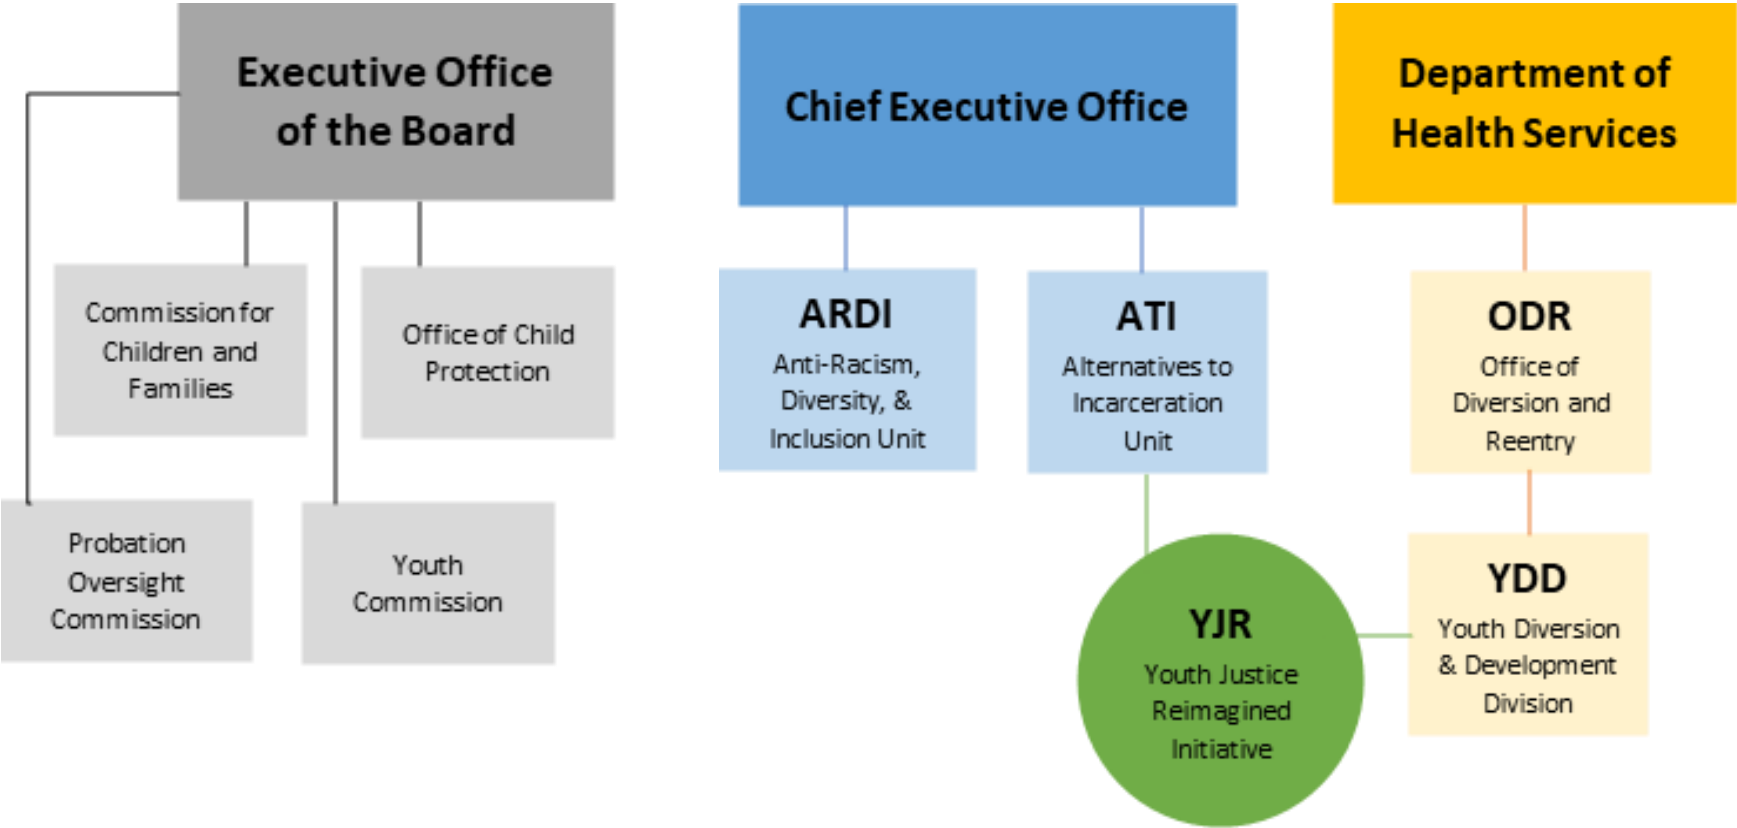 Executive Office
of the Board
Chief Executive Office
Department of
Health Services
Commission for
Children and
Families
Office of Child
Protection
Probation
Oversight
Commission
Youth
Commission
ARDI
Anti-Racism,
Diversity, &
Inclusion Unit
ATI
Alternatives to
Incarceration
Unit
ODR
Office of
Diversion and
Reentry
YJR
Youth Justice
Reimagined
Initiative
YDD
Youth Diversion
& Development
Division